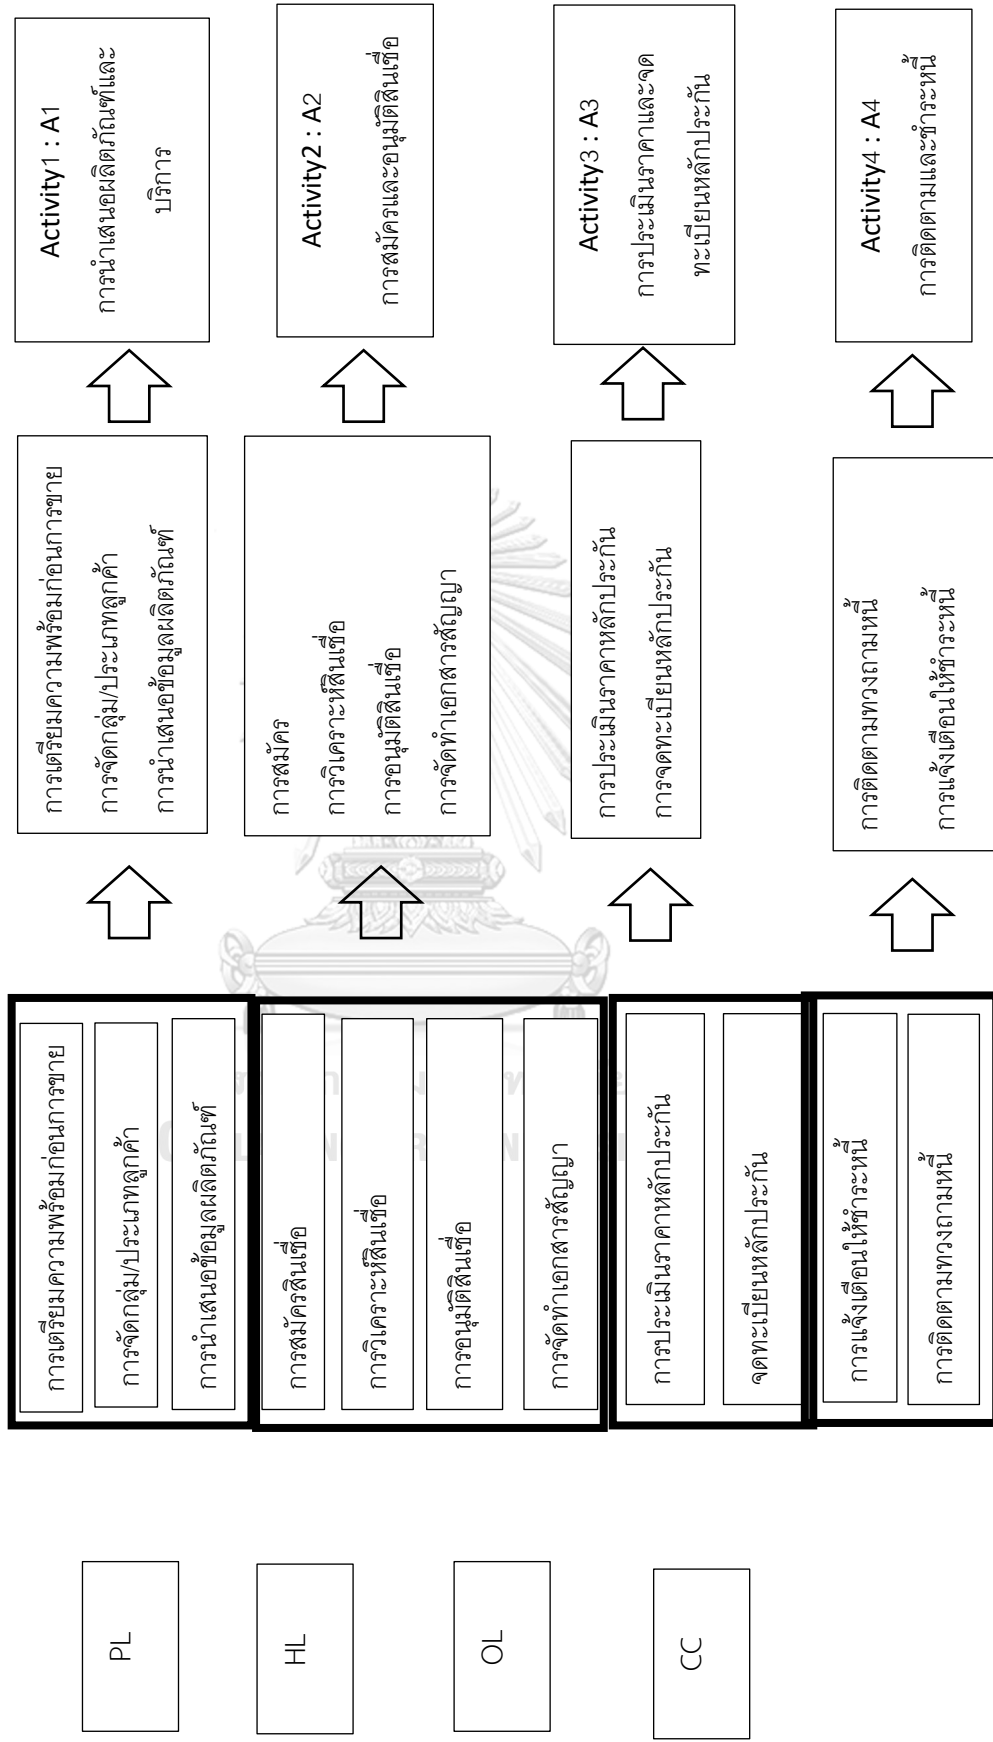 PL
HL
OL
CC
การเตรียมความพร้อมก่อนการขาย
การจัดกลุ่ม/ประเภทลูกค้า
การนำเสนอข้อมูลผลิตภัณฑ์
การสมัครสินเชื่อ
การวิเคราะห์สินเชื่อ
การอนุมัติสินเชื่อ
การจัดทำเอกสารสัญญา
การประเมินราคาหลักประกัน
จดทะเบียนหลักประกัน
การแจ้งเตือนให้ชำระหนี้
การติดตามทวงถามหนี้
การเตรียมความพร้อมก่อนการขาย
การจัดกลุ่ม/ประเภทลูกค้า
การนำเสนอข้อมูลผลิตภัณฑ์
การสมัคร
การวิเคราะห์สินเชื่อ
การอนุมัติสินเชื่อ
การจัดทำเอกสารสัญญา
การประเมินราคาหลักประกัน
การจดทะเบียนหลักประกัน
การติดตามทวงถามหนี้
การแจ้งเตือนให้ชำระหนี้
Activity1 : A1
การนำเสนอผลิตภัณฑ์และ
บริการ
Activity2 : A2
การสมัครและอนุมัติสินเชื่อ
Activity3 : A3
การประเมินราคาและจด
ทะเบียนหลักประกัน
Activity4 : A4
การติดตามและชำระหนี้